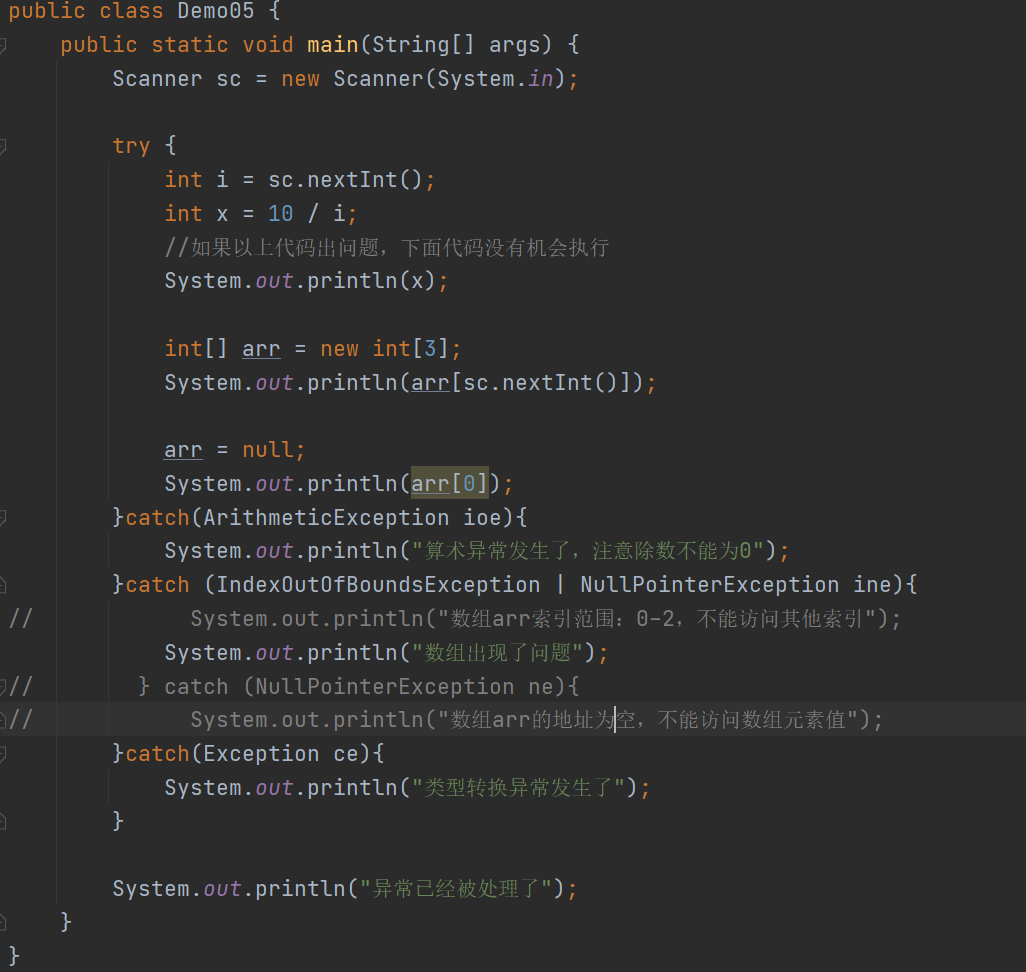 public class Demo05 {
    public static void main(String[] args) {
        Scanner sc = new Scanner(System.in);

        try {
            int i = sc.nextInt();
            int x = 10 / i;
            //如果以上代码出问题，下面代码没有机会执行
            System.out.println(x);

            int[] arr = new int[3];
            System.out.println(arr[sc.nextInt()]);

            arr = null;
            System.out.println(arr[0]);
        }catch(ArithmeticException ioe){
            System.out.println("算术异常发生了，注意除数不能为0");
        }catch (IndexOutOfBoundsException | NullPointerException ine){
//            System.out.println("数组arr索引范围：0-2，不能访问其他索引");
            System.out.println("数组出现了问题");
//        } catch (NullPointerException ne){
//            System.out.println("数组arr的地址为空，不能访问数组元素值");
        }catch(Exception ce){
            System.out.println("类型转换异常发生了");
        }

        System.out.println("异常已经被处理了");
    }
}